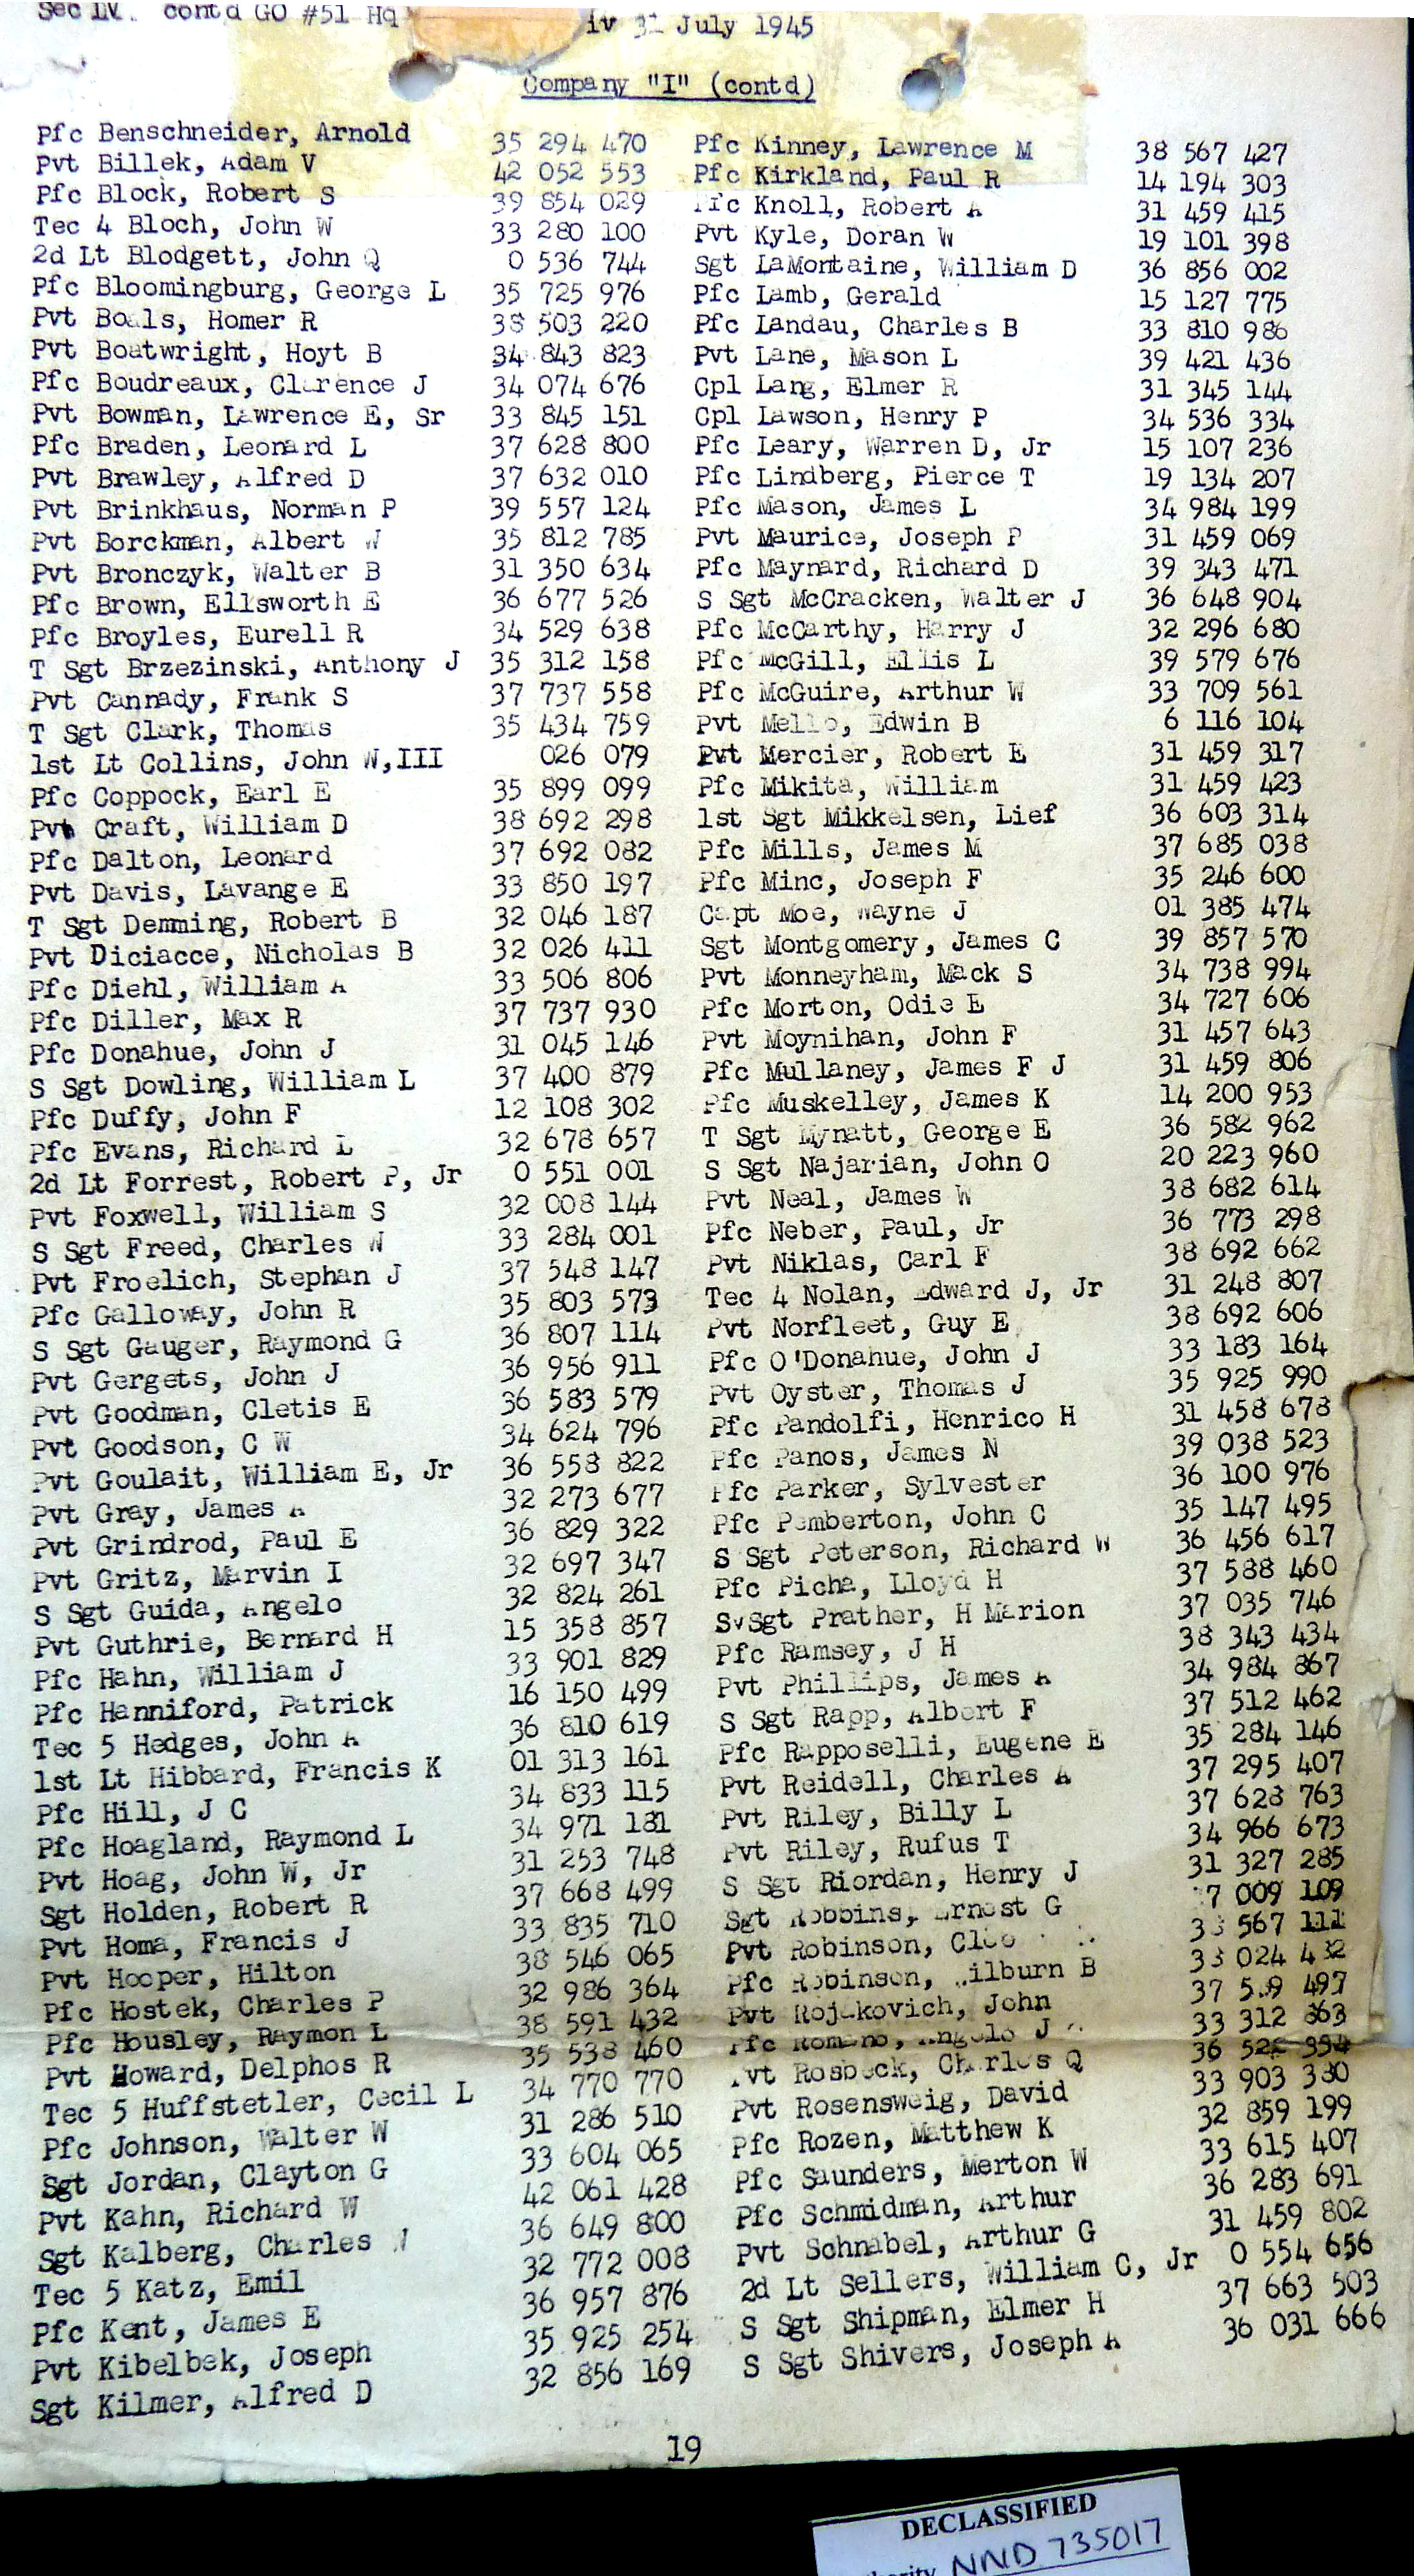 Sec IV. contd GO #51 Hq iv 31 July 1945
Company "I" (contd)
Pfc Benschneider, Arnold 35 294 470
Pvt Billek, Adam V 42 052 553
Pfc Block, Robert S 39 854 029
Tec 4 Bloch, John W 33 280 100
2d Lt Blodgett, John Q 0 536 744
Pfc Bloomingburg, George L 35 725 976
Pvt Boals, Homer R 38 503 220
Pvt Boatwright, Hoyt B 34 843 823
Pfc Boudreaux, Clarence J 34 074 676
Pvt Bowman, Lawrence E, Sr 33 845 151
Pfc Braden, Leonard L 37 628 800
Pvt Brawley, Alfred D 37 632 010
Pvt Brinkhaus, Norman P 39 557 124
Pvt Borckman, Albert W 35 812 785
Pvt Bronczyk, Walter B 31 350 634
Pfc Brown, Ellsworth E 36 677 526
Pfc Broyles, Eurell R 34 529 638
T Sgt Brzezinski, Anthony J 35 312 158
Pvt Cannady, Frank S 37 737 558
T Sgt Clark, Thomas 35 434 759
1st Lt Collins, John W,III 026 079
Pfc Coppock, Earl E 35 899 099
Pvt Craft, William D 38 692 298
Pfc Dalton, Leonard 37 692 082
Pvt Davis, Lavange E 33 850 197
T Sgt Demming, Robert B 32 046 187
Pvt Diciacce, Nicholas B 32 026 411
Pfc Diehl, William A 33 506 806
Pfc Diller, Max R 37 737 930
Pfc Donahue, John J 31 045 146
S Sgt Dowling, William L 37 400 879
Pfc Duffy, John F 12 108 302
Pfc Evans, Richard L 32 678 657
2d Lt Forrest, Robert P, Jr 0 551 001
Pvt Foxwell, William S 32 008 144
S Sgt Freed, Charles W 33 284 001
Pvt Froelich, Stephan J 37 548 147
Pfc Galloway, John R 35 803 573
S Sgt Gauger, Raymond G 36 807 114
Pvt Gergets, John J 36 956 911
Pvt Goodman, Cletis E 36 583 579
Pvt Goodson, C W 34 624 796
Pvt Goulait, William E, Jr 36 558 822
Pvt Gray, James A 32 273 677
Pvt Grindrod, Paul E 36 829 322
Pvt Gritz, Marvin I 32 697 347
S Sgt Guida, Angelo 32 824 261
Pvt Guthrie, Bernard H 15 358 857
Pfc Hahn, William J 33 901 829
Pfc Hanniford, Patrick 16 150 499
Tec 5 Hedges, John A 36 810 619
1st Lt Hibbard, Francis K 01 313 161
Pfc Hill, J C 34 833 115
Pfc Hoagland, Raymond L 34 971 181
Pvt Hoag, John W, Jr 31 253 748
Sgt Holden, Robert R 37 668 499
Pvt Homa, Francis J 33 835 710
Pvt Hooper, Hilton 38 546 065
Pfc Hostek, Charles P 32 986 364
Pfc Housley, Raymon L 38 591 432
Pvt Howard, Delphos R 35 538 460
Tec 5 Huffstetler, Cecil L 34 770 770
Pfc Johnson, Walter W 31 286 510
Sgt Jordan, Clayton G 33 604 065
Pvt Kahn, Richard W 42 061 428
Sgt Kalberg, Charles W 36 649 800
Tec 5 Katz, Emil 32 772 008
Pfc Kent, James E 36 957 876
Pvt Kibelbek, Joseph 35 925 254
Sgt Kilmer, Alfred D 32 856 169
Pfc Kinney, Lawrence M 38 567 427
Pfc Kirkland, Paul R 14 194 303
Pfc Knoll, Robert A 31 459 415
Pvt Kyle, Doran W 19 101 398
Sgt LaMontaine, William D 36 856 002
Pfc Lamb, Gerald 15 127 775
Pfc Landau, Charles B 33 810 986
Pvt Lane, Mason L 39 421 436
Cpl Lang, Elmer R 31 345 144
Cpl Lawson, Henry P 34 536 334
Pfc Leary, Warren D, Jr 15 107 236
Pfc Lindberg, Pierce T 19 134 207
Pfc Mason, James L 34 984 199
Pvt Maurice, Joseph P 31 459 069
Pfc Maynard, Richard D 39 343 471
S Sgt McCracken, Walter J 36 648 904
Pfc McCarthy, Harry J 32 296 680
Pfc McGill, Ellis L 39 579 676
Pfc McGuire, Arthur W 33 709 561
Pvt Mello, Edwin B 6 116 104
Pvt Mercier, Robert E 31 459 317
Pfc Mikita, William 31 459 423
1st Sgt Mikkelsen, Lief 36 603 314
Pfc Mills, James M 37 685 038
Pfc Minc, Joseph F 35 246 600
Capt Moe, Wayne J 01 385 474
Sgt Montgomery, James C 39 857 570
Pvt Monneyham, Mack S 34 738 994
Pfc Morton, Odie E 34 727 606
Pvt Moynihan, John F 31 457 643
Pfc Mullaney, James F J 31 459 806
Pfc Muskelley, James K 14 200 953
T Sgt Mynatt, George E 36 582 962
S Sgt Najarian, John O 20 223 960
Pvt Neal, James W 38 682 614
Pfc Neber, Paul, Jr 36 773 298
Pvt Niklas, Carl F 38 692 662
Tec 4 Nolan, Edward J, Jr 31 248 807
Pvt Norfleet, Guy E 38 692 606
Pfc O'Donahue, John J 33 183 164
Pvt Oyster, Thomas J 35 925 990
Pfc Pandolfi, Henrico H 31 458 678
Pfc Panos, James N 39 038 523
Pfc Parker, Sylvester 36 100 976
Pfc Pemberton, John C 35 147 495
S Sgt Peterson, Richard W 36 456 617
Pfc Picha, Lloyd H 37 588 460
S Sgt Prather, H Marion 37 035 746
Pfc Ramsey, J H 38 343 434
Pvt Phillips, James A 34 984 867
S Sgt Rapp, Albert F 37 512 462
Pfc Rapposelli, Eugene E 35 284 146
Pvt Reidell, Charles A 37 295 407
Pvt Riley, Billy L 37 628 763
Pvt Riley, Rufus T 34 966 673
S Sgt Riordan, Henry J 31 327 285
Sgt Robbins, Ernest G 7 009 109
Pvt Robinson, Cleo 567 111
Pfc Robinson, Wilburn B 33 024 432
Pvt Rojakovich, John 37 497
Pfc Romano, Angelo J 33 312 863
Pvt Rosbeck, Charles Q 36
Pvt Rosensweig, David 33 903 330
Pfc Rozen, Matthew K 32 859 199
Pfc Saunders, Merton W 33 615 407
Pfc Schmidman, Arthur 36 283 691
Pvt Schnabel, Arthur G 31 459 802
2d Lt Sellers, William C, Jr 0 554 656
S Sgt Shipman, Elmer H 37 663 503
S Sgt Shivers, Joseph A 36 031 666
19
DECLASSIFIED
NND 735017